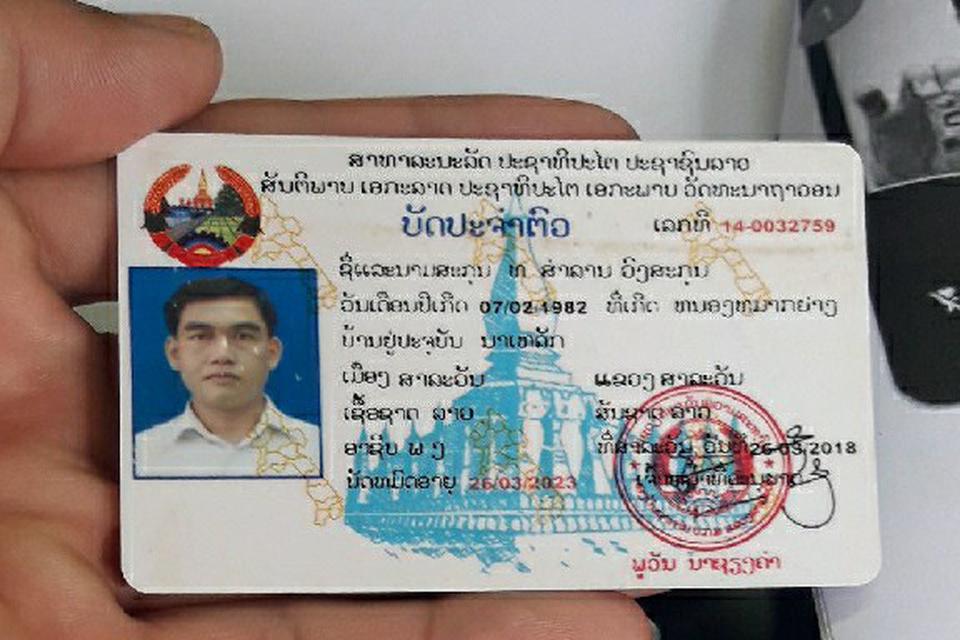 ສາທາລະນະລັດ ປະຊາທິປະໄຕ ປະຊາຊົນລາວ
ສັນຕິພາບ ເອກະລາດ ປະຊາທິປະໄຕ ເອກະພາບ ວັດທະນາຖາວອນ
ບັດປະຈຳຕົວ ເລກທີ 14-0032759
ຊື່ແລະນາມສະກຸນ ທ ສຳລານ ວົງສະກຸນ
ວັນເດືອນປີເກີດ 07/02/1982 ທີ່ເກີດ ຫນອງຫມາກຍ່າງ
ບ້ານຢູ່ປະຈຸບັນ ນາເຫລັກ
ເມືອງ ສາລະວັນ ແຂວງ ສາລະວັນ
ເຊື້ອຊາດ ລາວ ສັນຊາດ ລາວ
ອາຊີບ ພ ງ ທີ່ສາລະວັນ ວັນທີ 26-03-2018
ບັດຫມົດອາຍຸ 26/03/2023
ພູວັນ ນາຊຽງຄຳ